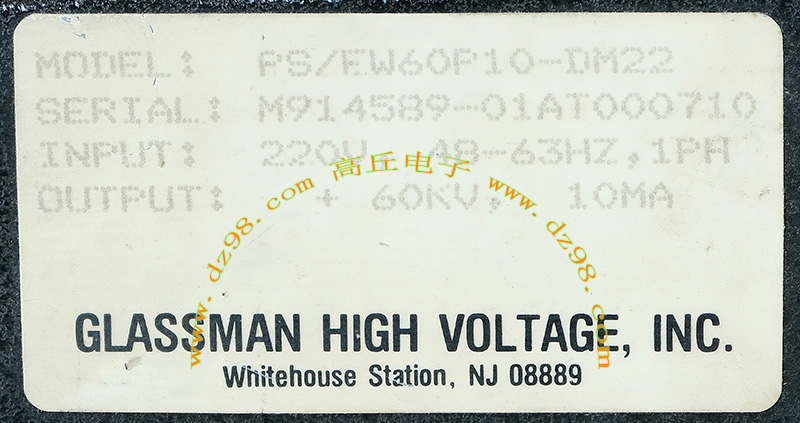 MODEL: PS/EW60P10-DM22
SERIAL: M914589-01AT000710
INPUT: 220V, 48-63HZ,1PH
OUTPUT: + 60KV, 10MA
www.dz98.com 高丘电子 www.dz98.com
GLASSMAN HIGH VOLTAGE, INC.
Whitehouse Station, NJ 08889